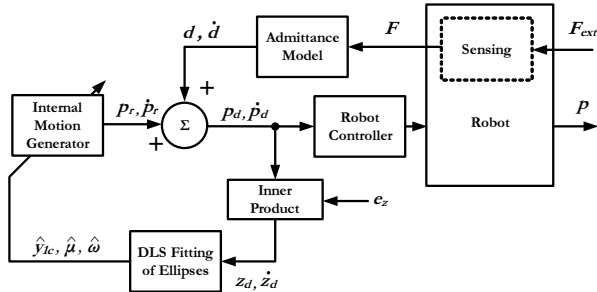 d, ḋ
Admittance
Model
F
Sensing
F_ext
Internal
Motion
Generator
p_r, ṗ_r
+
+
Σ
p_d, ṗ_d
Robot
Controller
Robot
p
Inner
Product
e_z
ŷ_1c, μ̂, ω̂
DLS Fitting
of Ellipses
z_d, ż_d